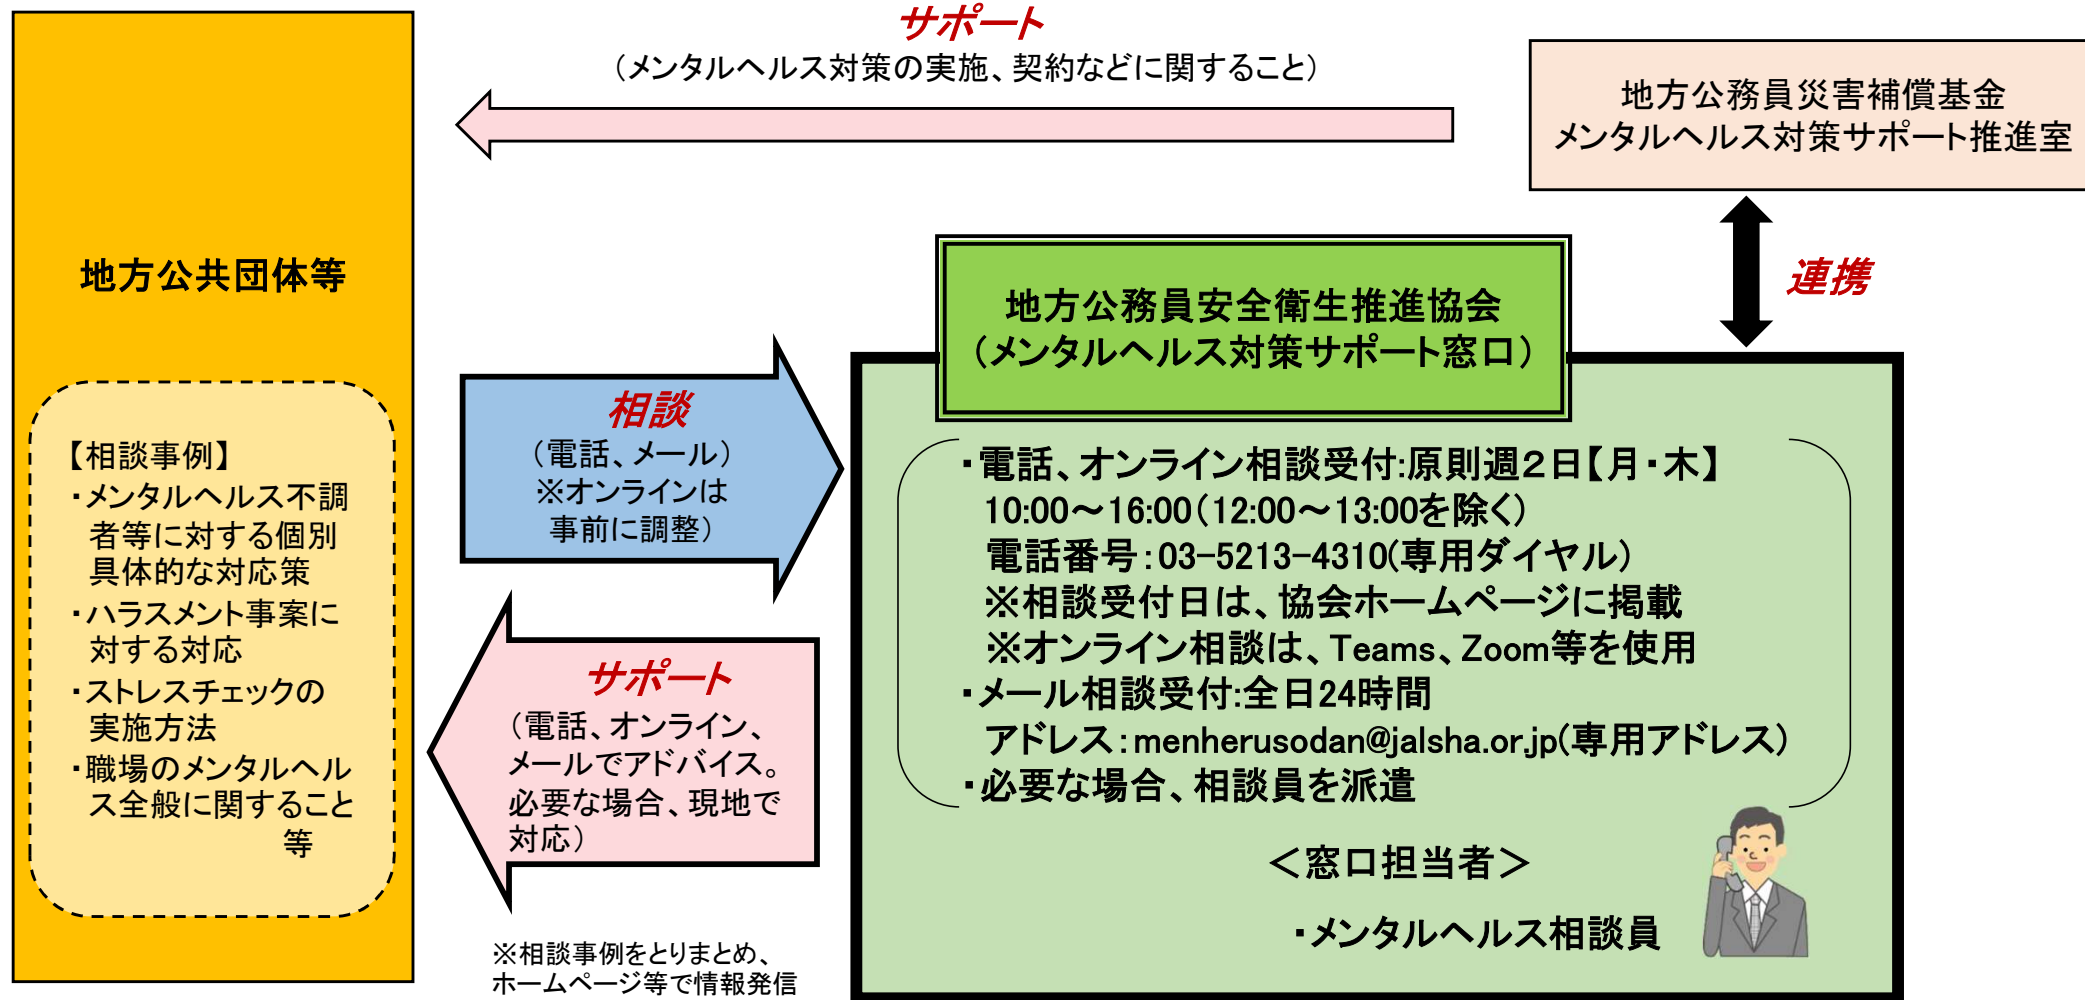 サポート
（メンタルヘルス対策の実施、契約などに関すること）
地方公務員災害補償基金
メンタルヘルス対策サポート推進室
連携
地方公共団体等
【相談事例】
・メンタルヘルス不調
者等に対する個別
具体的な対応策
・ハラスメント事案に
対する対応
・ストレスチェックの
実施方法
・職場のメンタルヘル
ス全般に関すること
等
相談
（電話、メール）
※オンラインは
事前に調整）
サポート
（電話、オンライン、
メールでアドバイス。
必要な場合、現地で
対応）
※相談事例をとりまとめ、
ホームページ等で情報発信
地方公務員安全衛生推進協会
（メンタルヘルス対策サポート窓口）
・電話、オンライン相談受付:原則週２日【月・木】
10:00～16:00（12:00～13:00を除く）
電話番号：03-5213-4310(専用ダイヤル）
※相談受付日は、協会ホームページに掲載
※オンライン相談は、Teams、Zoom等を使用
・メール相談受付:全日24時間
アドレス：menherusodan@jalsha.or.jp(専用アドレス）
・必要な場合、相談員を派遣
＜窓口担当者＞
・メンタルヘルス相談員